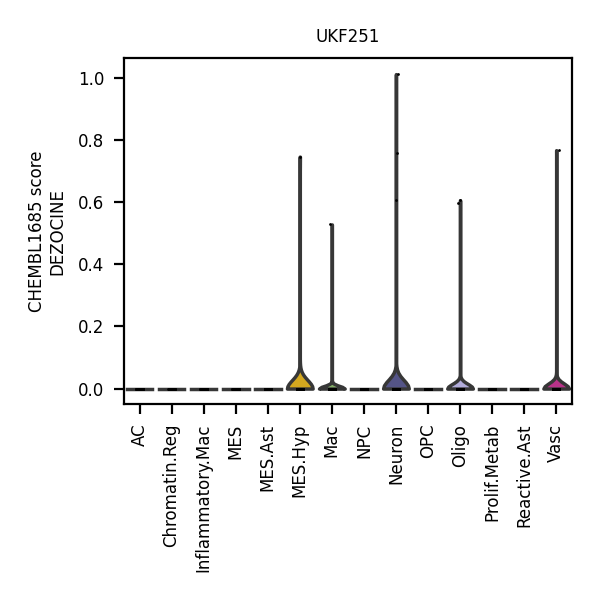 UKF251
CHEMBL1685 score
DEZOCINE
1.0
0.8
0.6
0.4
0.2
0.0
AC
Chromatin.Reg
Inflammatory.Mac
MES
MES.Ast
MES.Hyp
Mac
NPC
Neuron
OPC
Oligo
Prolif.Metab
Reactive.Ast
Vasc